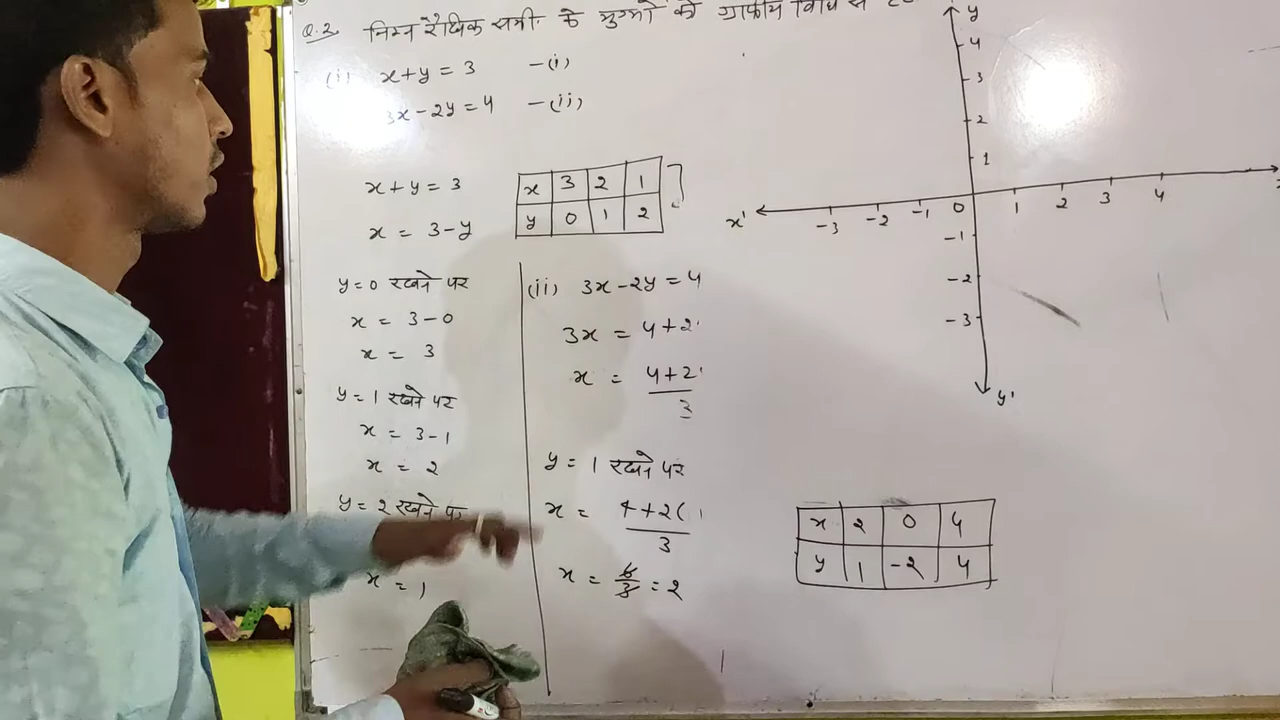 Q.2 निम्न रैखिक समी. के युग्मों को ग्राफीय विधि से
(i) x+y = 3 -(i)
3x-2y = 4 -(ii)
x+y = 3
x = 3-y
y=0 रखने पर
x = 3-0
x = 3
y=1 रखने पर
x = 3-1
x = 2
y=2 रखने पर
x = 1
x 3 2 1
y 0 1 2
(ii) 3x-2y = 4
3x = 4+2
x = 4+2
3
y = 1 रखने पर
x = 4+2(1
3
x = 6/3 = 2
y
4
3
2
1
x' -3 -2 -1 0 1 2 3 4
-1
-2
-3
y'
x 2 0 4
y 1 -2 4